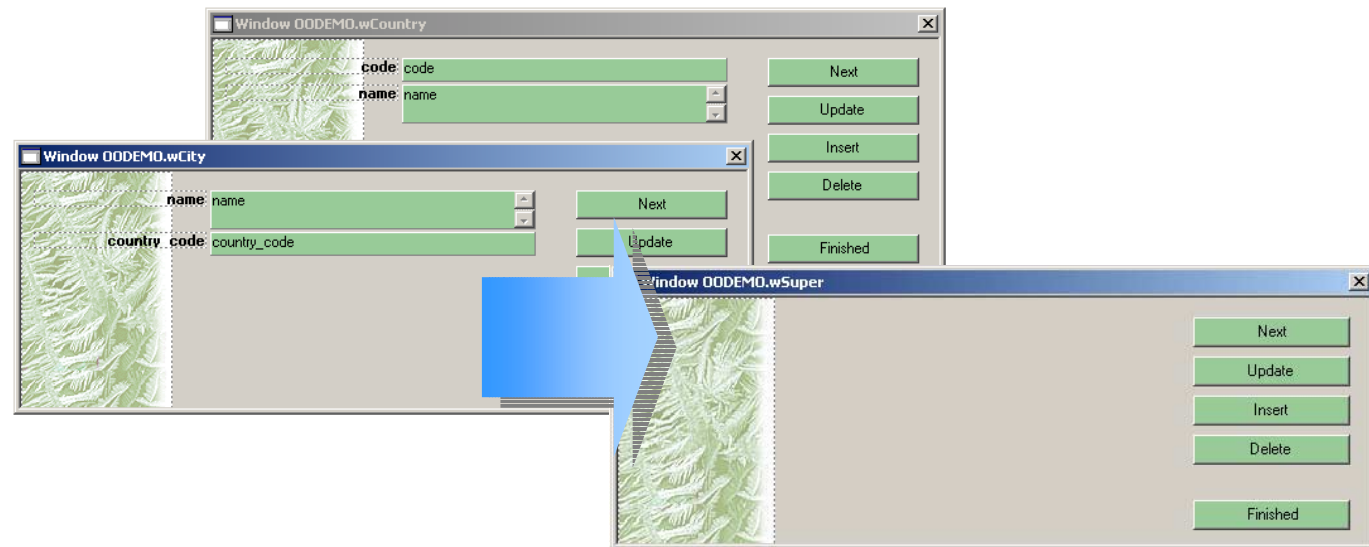 Window OODEMO.wCountry
code code
name name
Next
Update
Insert
Delete
Finished
Window OODEMO.wCity
name name
country_code country_code
Next
Update
Window OODEMO.wSuper
Next
Update
Insert
Delete
Finished